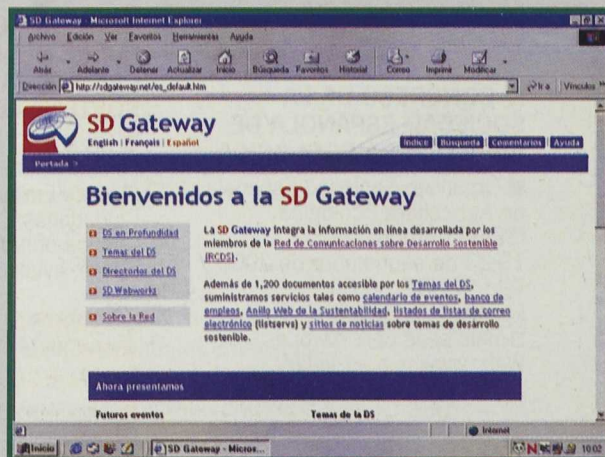 SD Gateway - Microsoft Internet Explorer
Archivo Edición Ver Favoritos Herramientas Ayuda
Atrás Adelante Detener Actualizar Inicio Búsqueda Favoritos Historial Correo Imprimir Modificar
Dirección http://sdgateway.net/es_default.htm Ir a Vínculos
SD Gateway
English | Français | Español
Indice Búsqueda Comentarios Ayuda
Portada >
Bienvenidos a la SD Gateway
DS en Profundidad
Temas del DS
Directorios del DS
SD Webworks
Sobre la Red
La SD Gateway integra la información en línea desarrollada por los
miembros de la Red de Comunicaciones sobre Desarrollo Sostenible
(RCDS).
Además de 1,200 documentos accesible por los Temas del DS,
suministramos servicios tales como calendario de eventos, banco de
empleos, Anillo Web de la Sustentabilidad, listados de listas de correo
electrónico (listservs) y sitios de noticias sobre temas de desarrollo
sostenible.
Ahora presentamos
Futuros eventos Temas de la DS
Internet
Inicio SD Gateway - Micros... 10:02